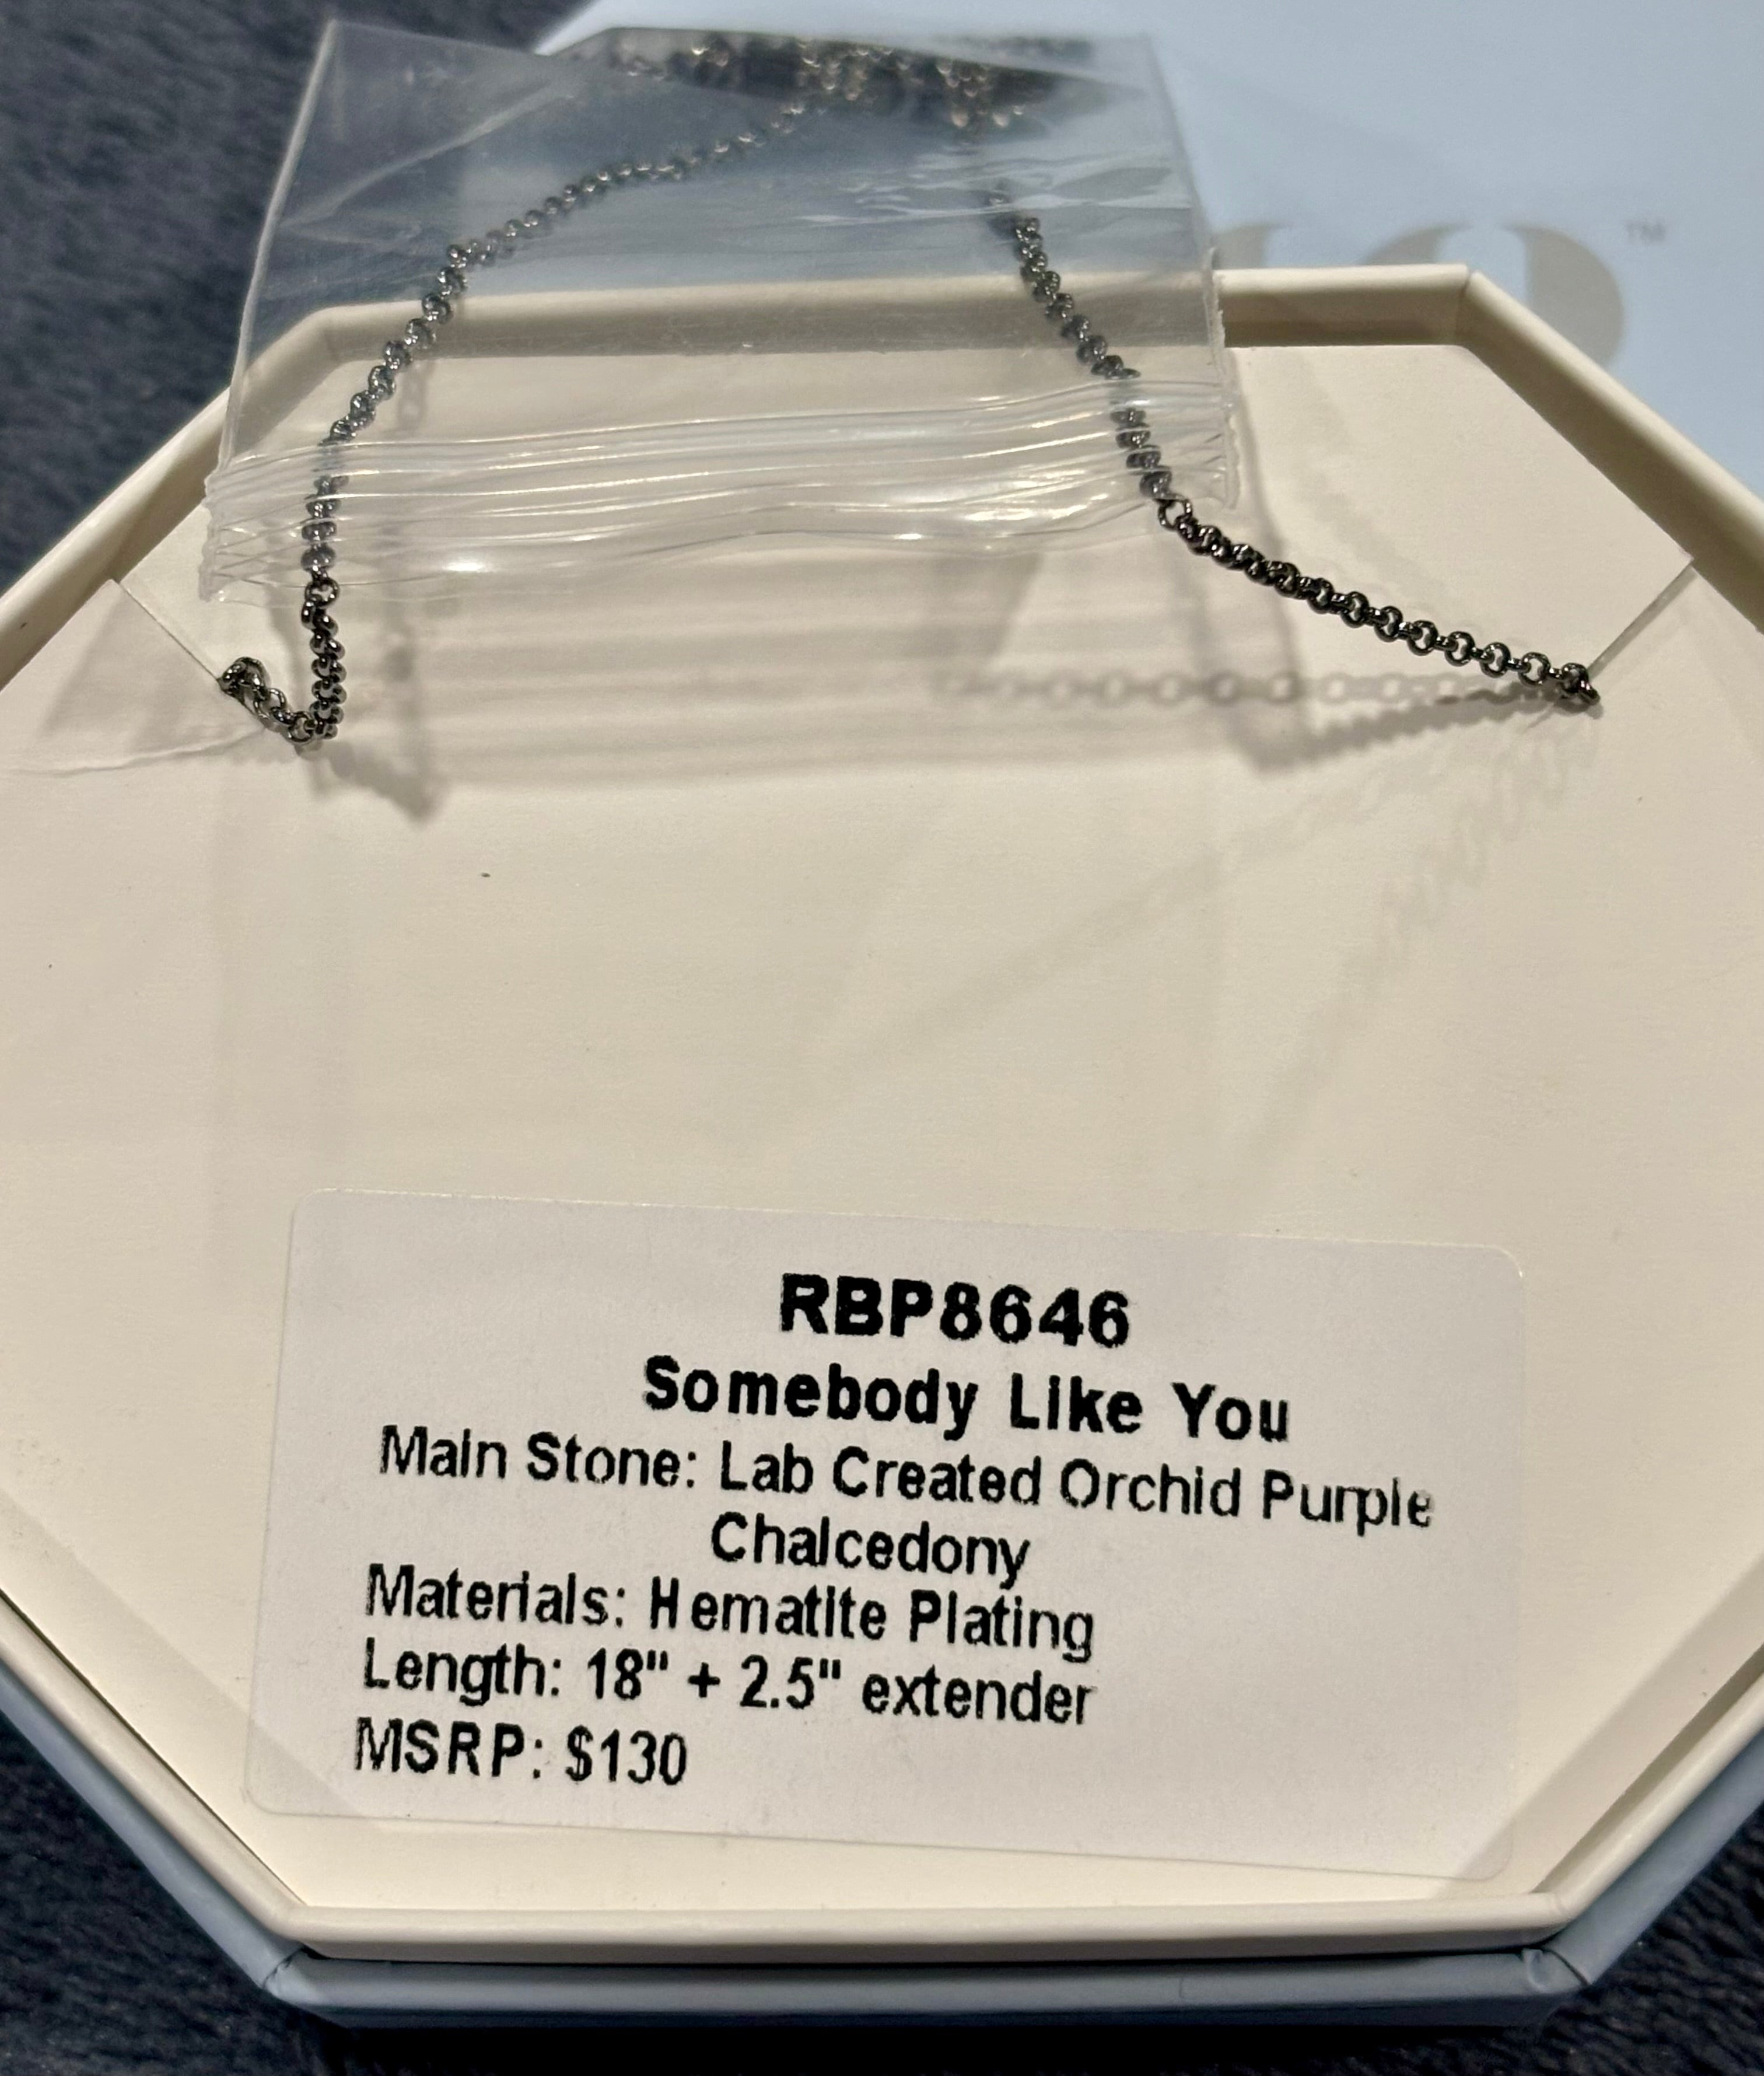 TM
RBP8646
Somebody Like You
Main Stone: Lab Created Orchid Purple
Chalcedony
Materials: Hematite Plating
Length: 18" + 2.5" extender
MSRP: $130